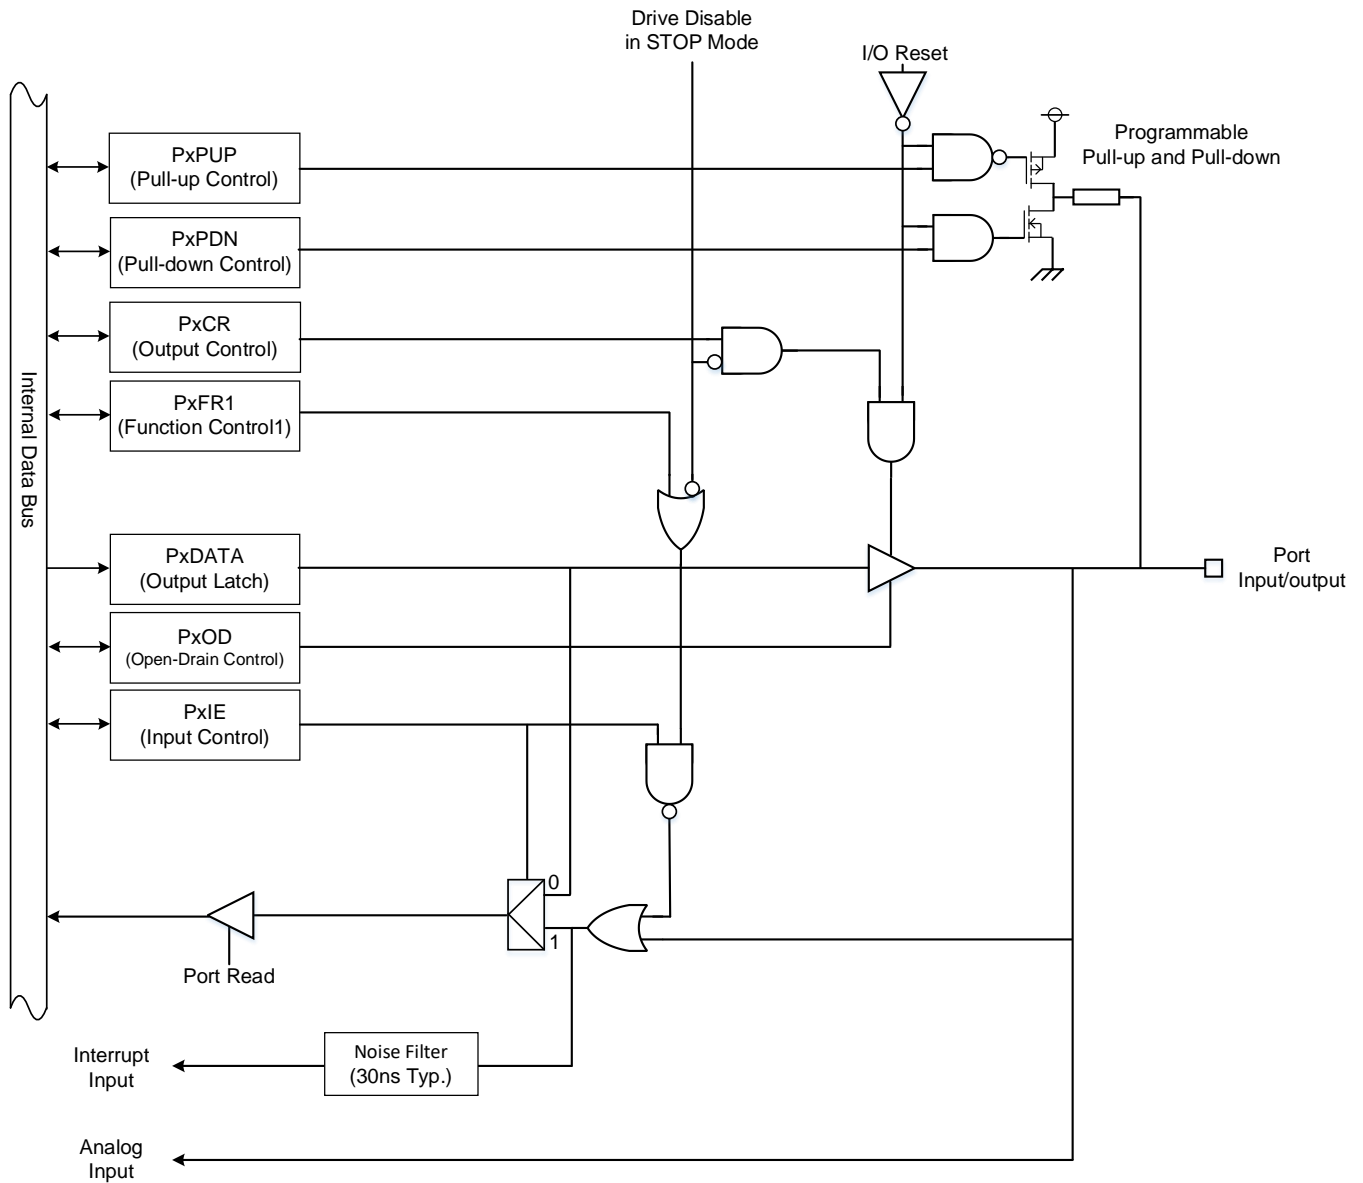 Drive Disable
in STOP Mode
I/O Reset
Programmable
Pull-up and Pull-down
PxPUP
(Pull-up Control)
PxPDN
(Pull-down Control)
PxCR
(Output Control)
PxFR1
(Function Control1)
Internal Data Bus
PxDATA
(Output Latch)
Port
Input/output
PxOD
(Open-Drain Control)
PxIE
(Input Control)
0
1
Port Read
Interrupt
Input
Noise Filter
(30ns Typ.)
Analog
Input